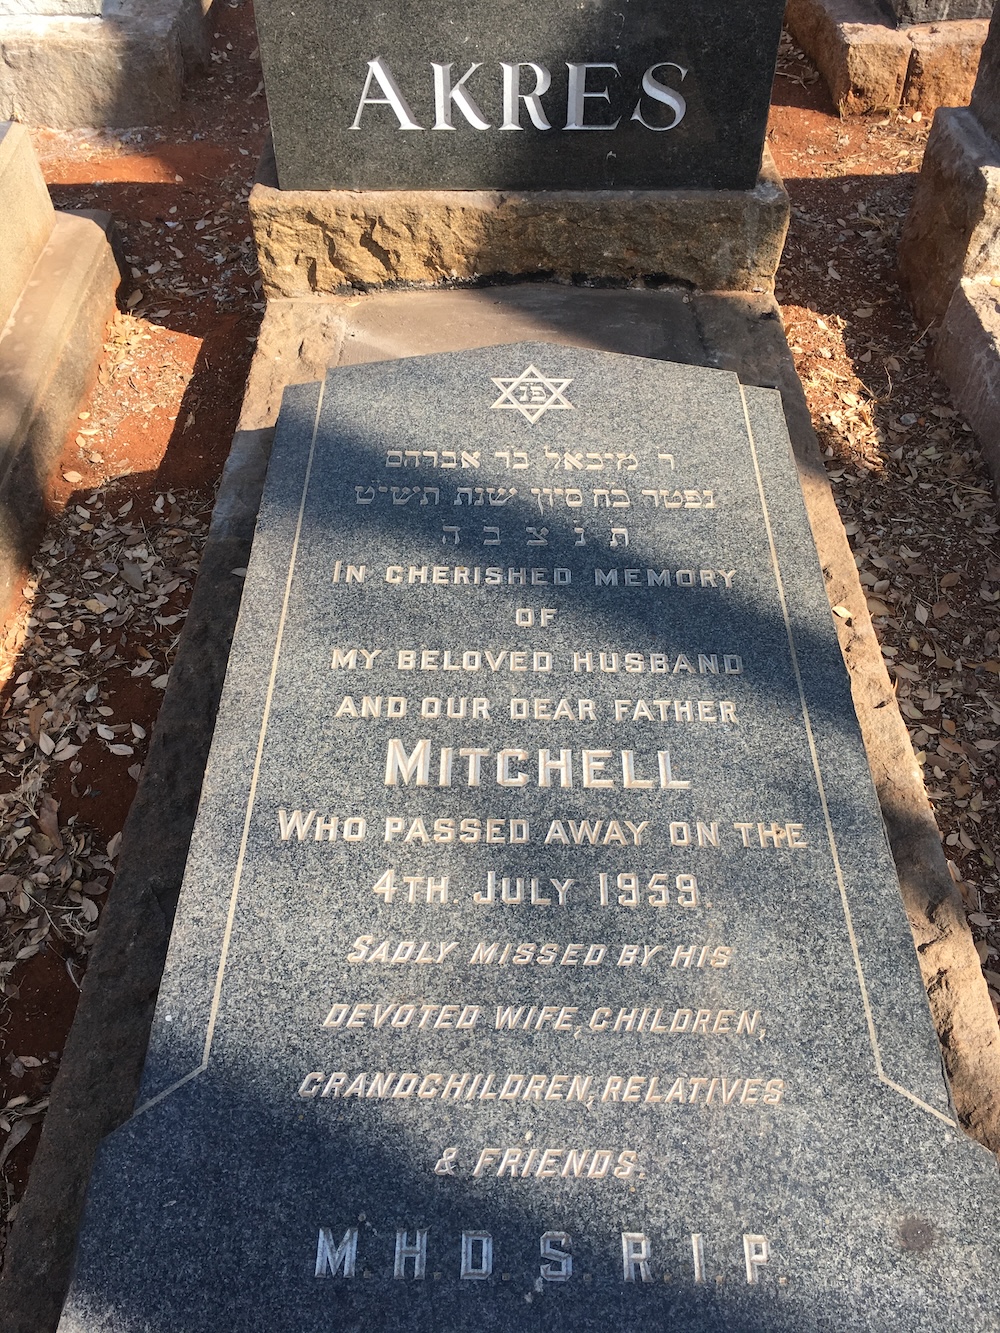 AKRES
פ״נ
ר מיכאל בר אברהם
נפטר כח סיון שנת תשי״ט
ת נ צ ב ה
IN CHERISHED MEMORY
OF
MY BELOVED HUSBAND
AND OUR DEAR FATHER
MITCHELL
WHO PASSED AWAY ON THE
4TH. JULY 1959.
SADLY MISSED BY HIS
DEVOTED WIFE, CHILDREN,
GRANDCHILDREN, RELATIVES
& FRIENDS.
M.H.D.S.R.I.P.